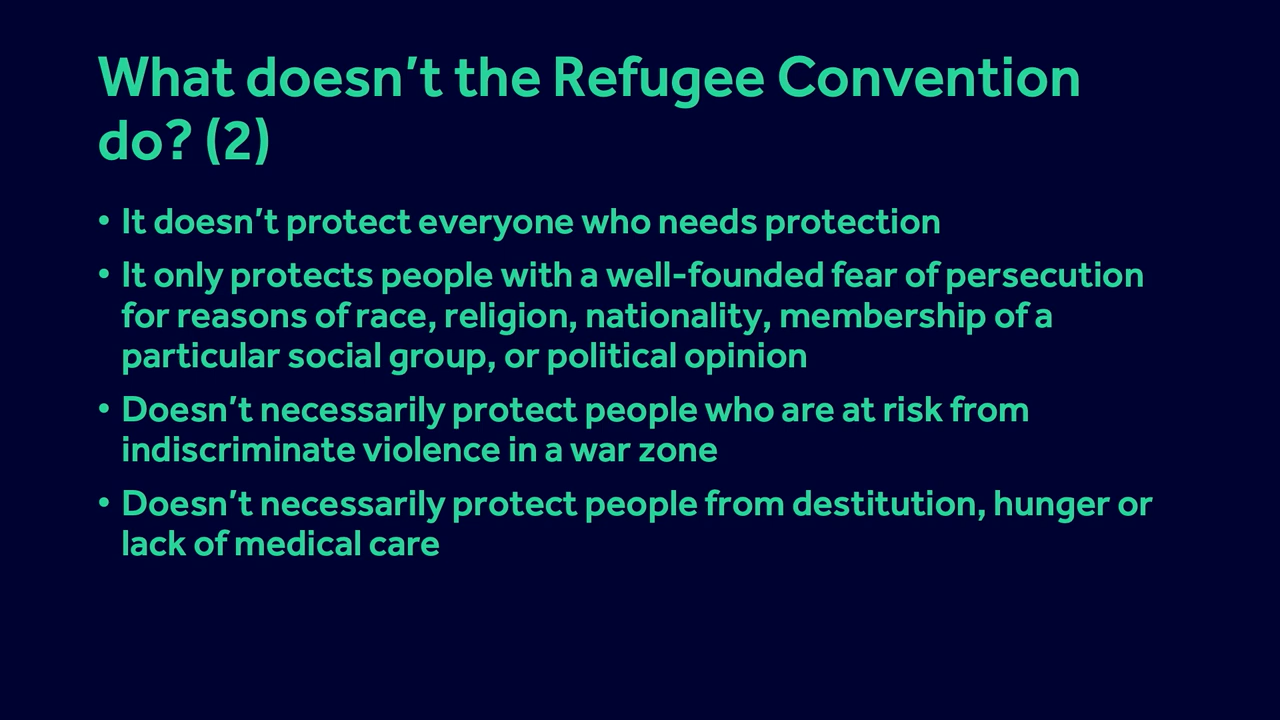 What doesn’t the Refugee Convention
do? (2)
• It doesn’t protect everyone who needs protection
• It only protects people with a well-founded fear of persecution
for reasons of race, religion, nationality, membership of a
particular social group, or political opinion
• Doesn’t necessarily protect people who are at risk from
indiscriminate violence in a war zone
• Doesn’t necessarily protect people from destitution, hunger or
lack of medical care